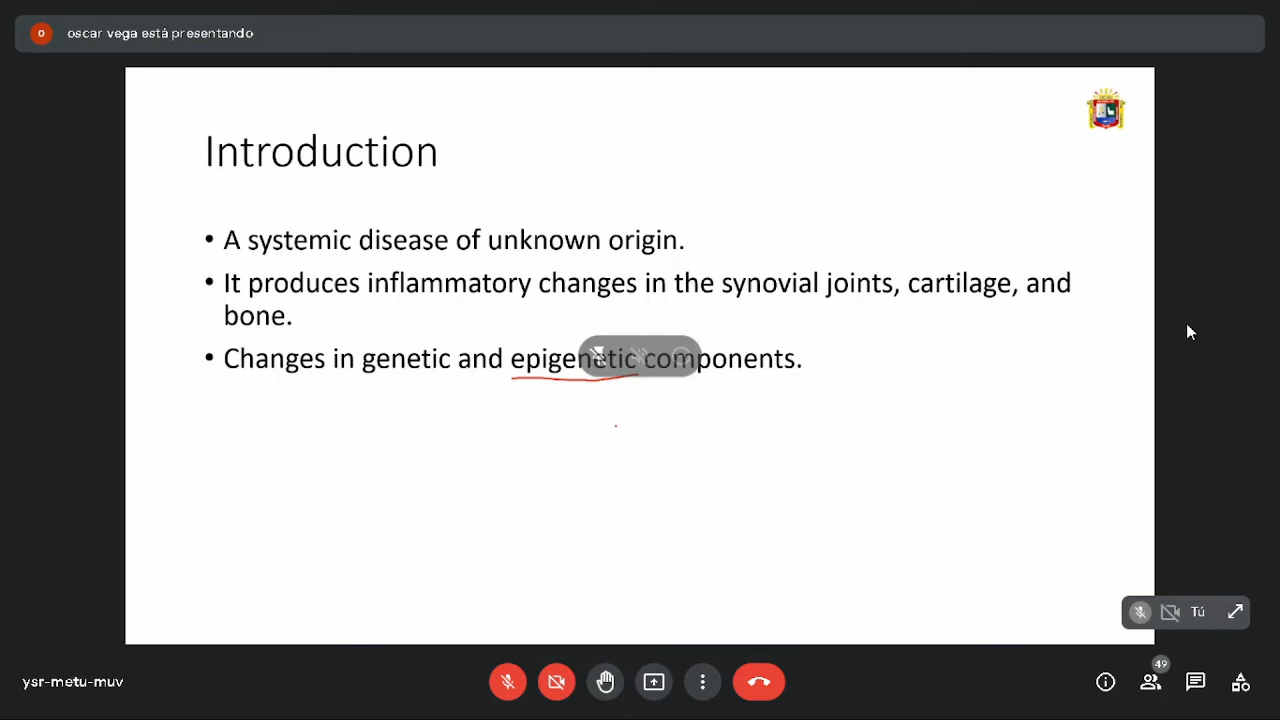 O
oscar vega está presentando
Introduction
• A systemic disease of unknown origin.
• It produces inflammatory changes in the synovial joints, cartilage, and
bone.
• Changes in genetic and epigenetic components.
Tú
49
ysr-metu-muv